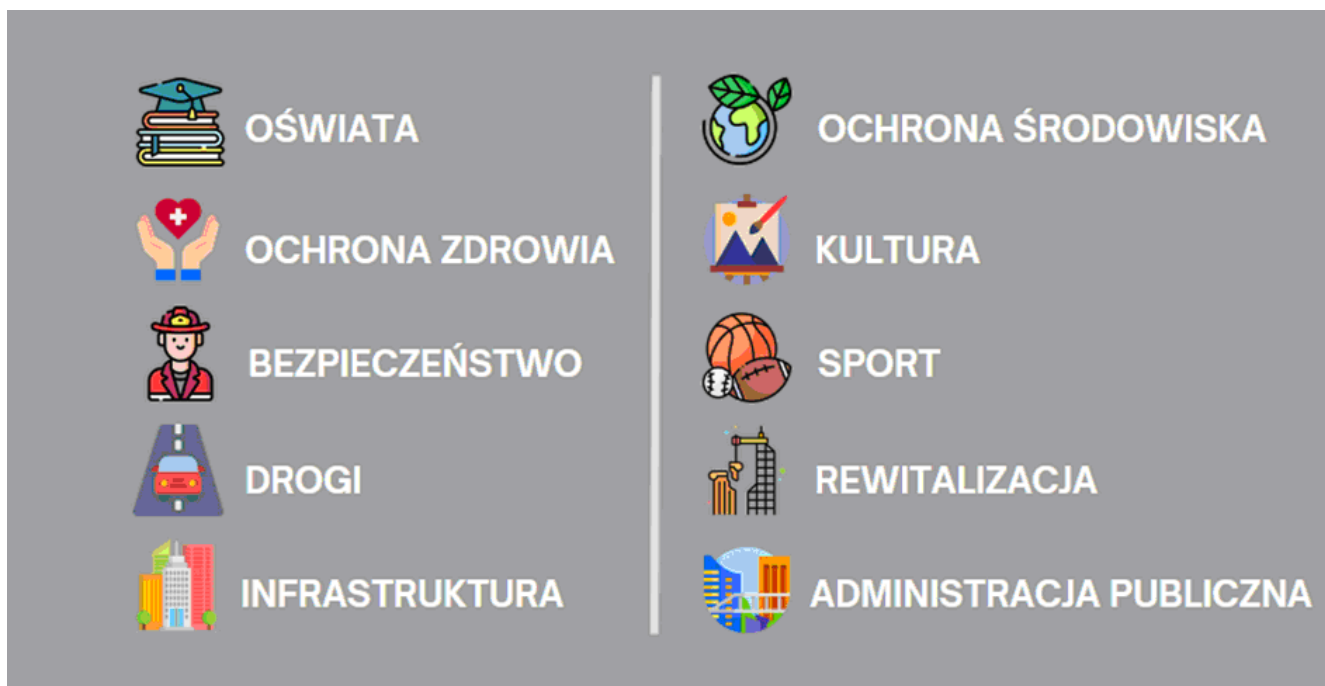 OŚWIATA
OCHRONA ZDROWIA
BEZPIECZEŃSTWO
DROGI
INFRASTRUKTURA
OCHRONA ŚRODOWISKA
KULTURA
SPORT
REWITALIZACJA
ADMINISTRACJA PUBLICZNA